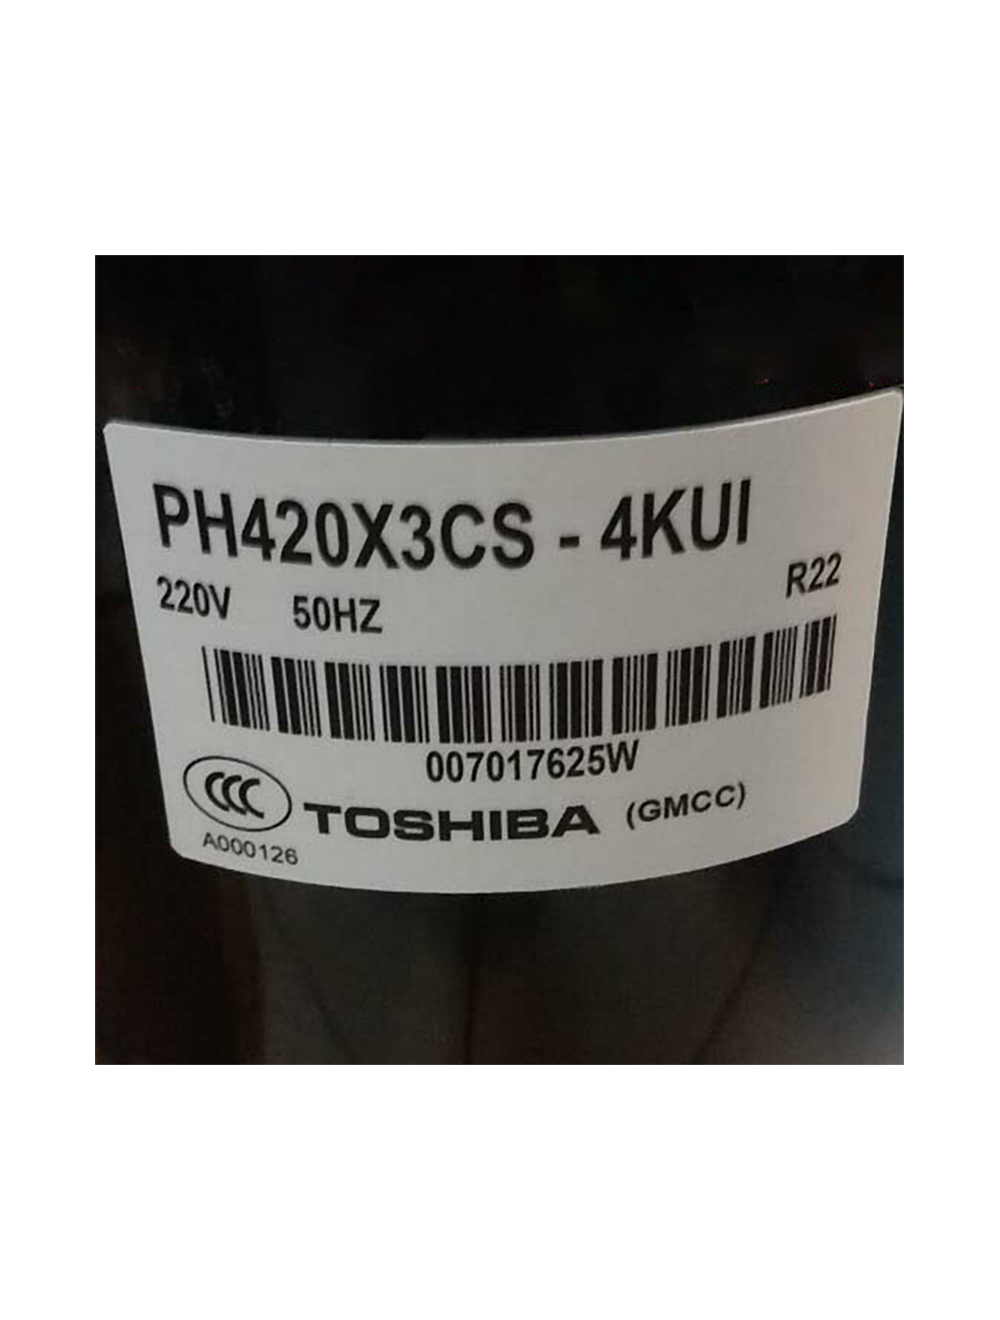 PH420X3CS - 4KUI
220V 50HZ R22
007017625W
CCC TOSHIBA (GMCC)
A000126